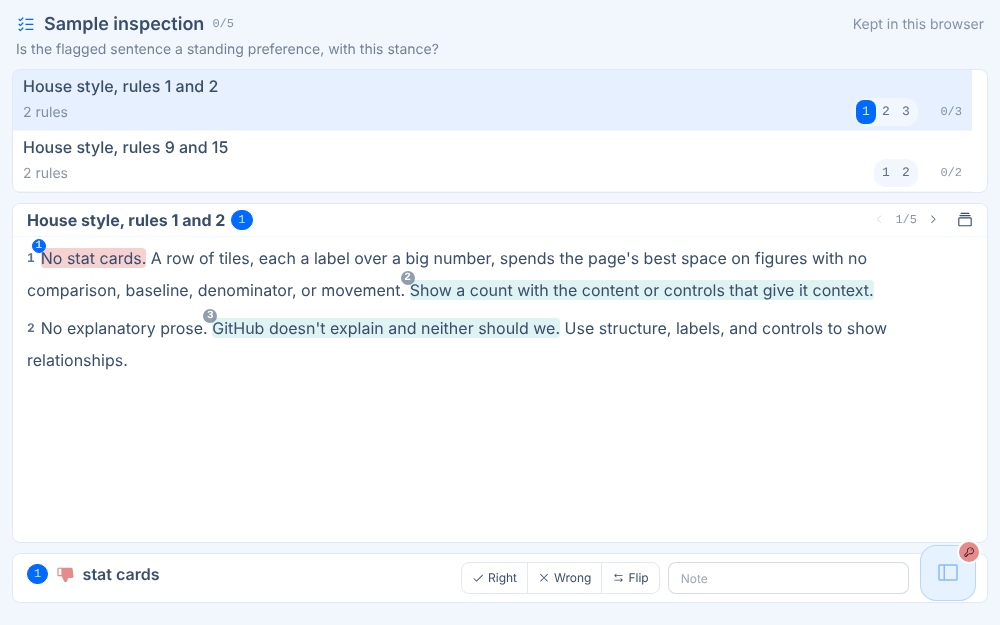 Sample inspection 0/5 Kept in this browser
Is the flagged sentence a standing preference, with this stance?
House style, rules 1 and 2
2 rules 1 2 3 0/3
House style, rules 9 and 15
2 rules 1 2 0/2
House style, rules 1 and 2 1 1/5
1
1 No stat cards. A row of tiles, each a label over a big number, spends the page's best space on figures with no
2
comparison, baseline, denominator, or movement. Show a count with the content or controls that give it context.
3
2 No explanatory prose. GitHub doesn't explain and neither should we. Use structure, labels, and controls to show
relationships.
1 stat cards Right Wrong Flip Note